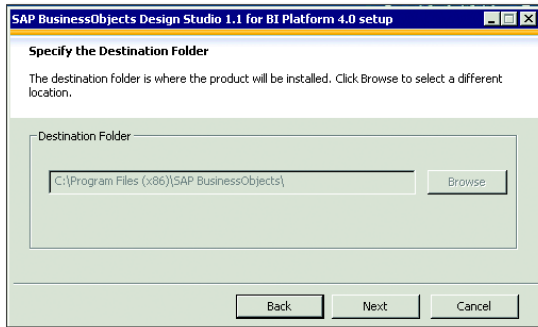 SAP BusinessObjects Design Studio 1.1 for BI Platform 4.0 setup
Specify the Destination Folder
The destination folder is where the product will be installed. Click Browse to select a different
location.
Destination Folder
C:\Program Files (x86)\SAP BusinessObjects\
Browse
Back
Next
Cancel